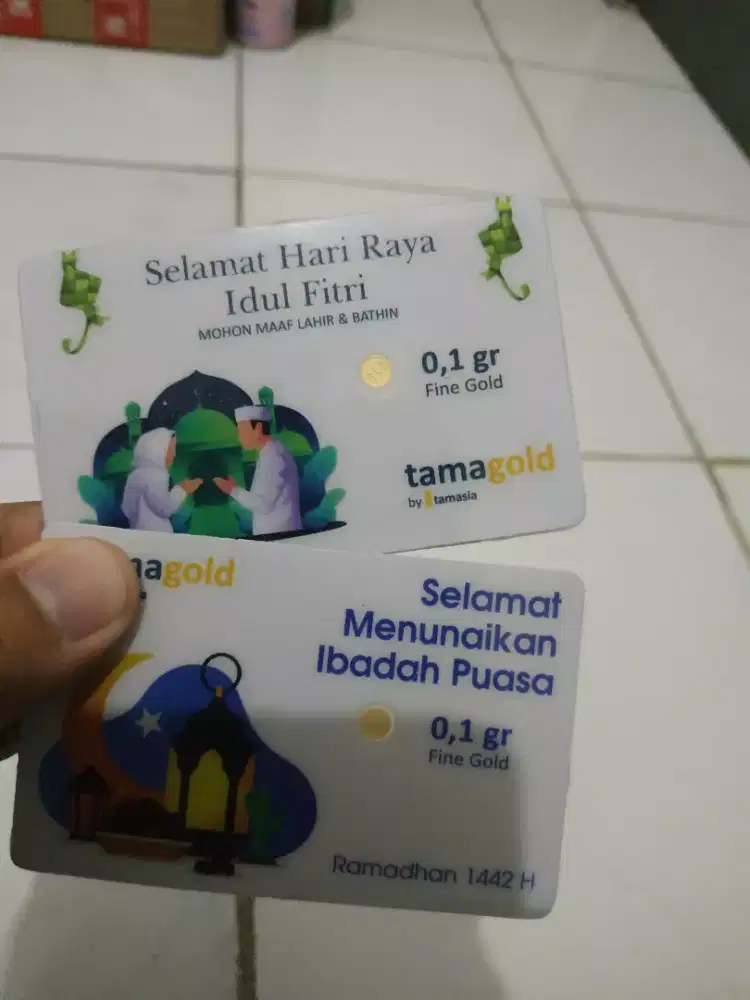 Selamat Hari Raya
Idul Fitri
MOHON MAAF LAHIR & BATHIN
0,1 gr
Fine Gold
tamagold
by tamasia
agold
Selamat
Menunaikan
Ibadah Puasa
0,1 gr
Fine Gold
Ramadhan 1442 H